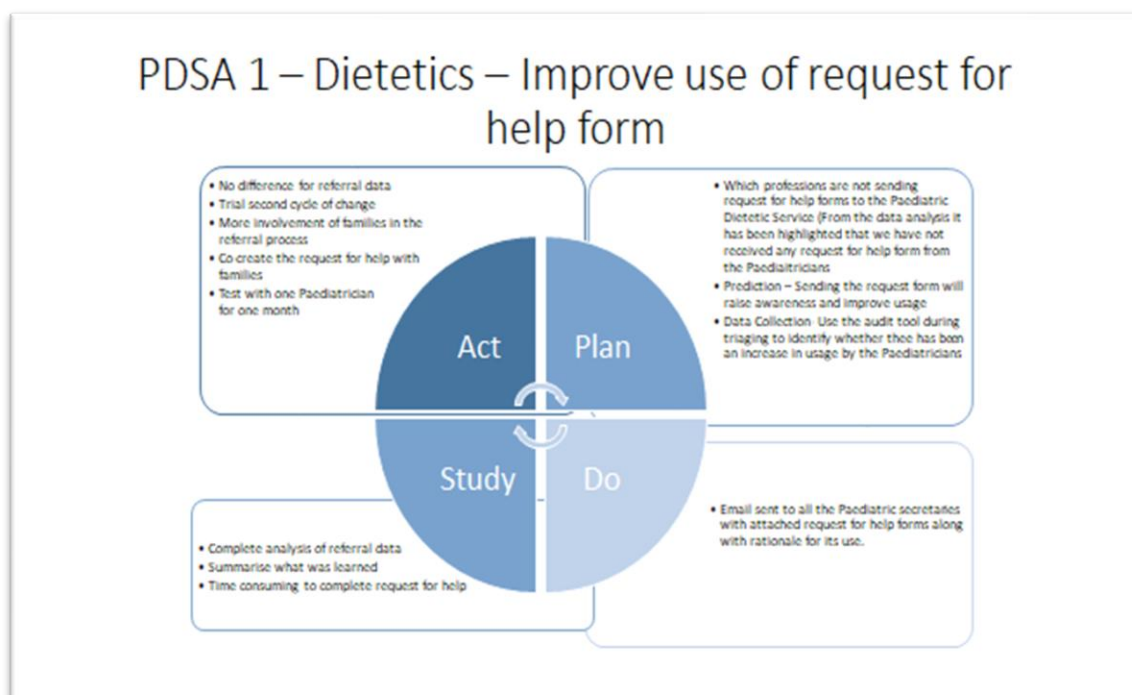 PDSA 1 – Dietetics – Improve use of request for
help form
• No difference for referral data
• Trial second cycle of change
• More involvement of families in the
referral process
• Co create the request for help with
families
• Test with one Paediatrician
for one month
Act
• Which professions are not sending
request for help forms to the Paediatric
Dietetic Service (From the data analysis it
has been highlighted that we have not
received any request for help form from
the Paediaitricians
• Prediction – Sending the request form will
raise awareness and improve usage
• Data Collection- Use the audit tool during
triaging to identify whether thee has been
an increase in usage by the Paediatricians
Plan
Study
• Complete analysis of referral data
• Summarise what was learned
• Time consuming to complete request for help
Do
• Email sent to all the Paediatric secretaries
with attached request for help forms along
with rationale for its use.